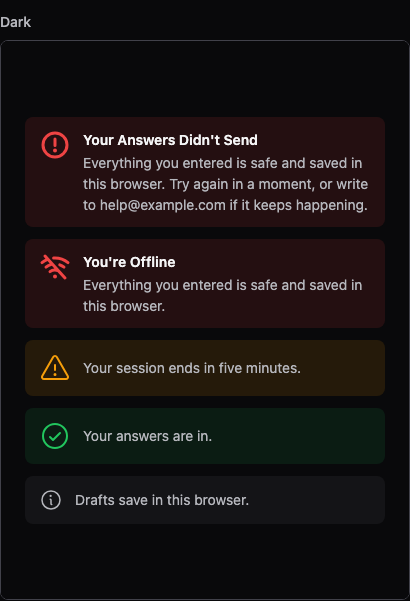 Dark
Your Answers Didn't Send
Everything you entered is safe and saved in
this browser. Try again in a moment, or write
to help@example.com if it keeps happening.
You're Offline
Everything you entered is safe and saved in
this browser.
Your session ends in five minutes.
Your answers are in.
Drafts save in this browser.